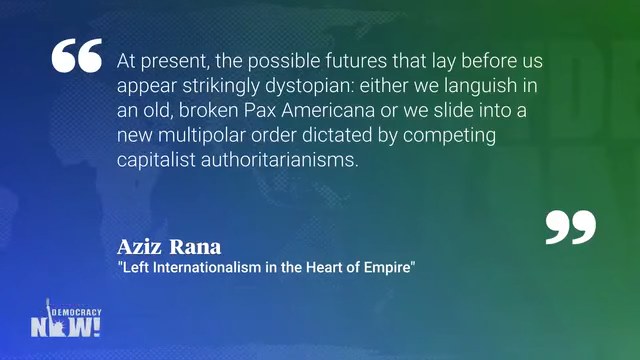 “
At present, the possible futures that lay before us
appear strikingly dystopian: either we languish in
an old, broken Pax Americana or we slide into a
new multipolar order dictated by competing
capitalist authoritarianisms.
”
Aziz Rana
"Left Internationalism in the Heart of Empire"
DEMOCRACY
NOW!